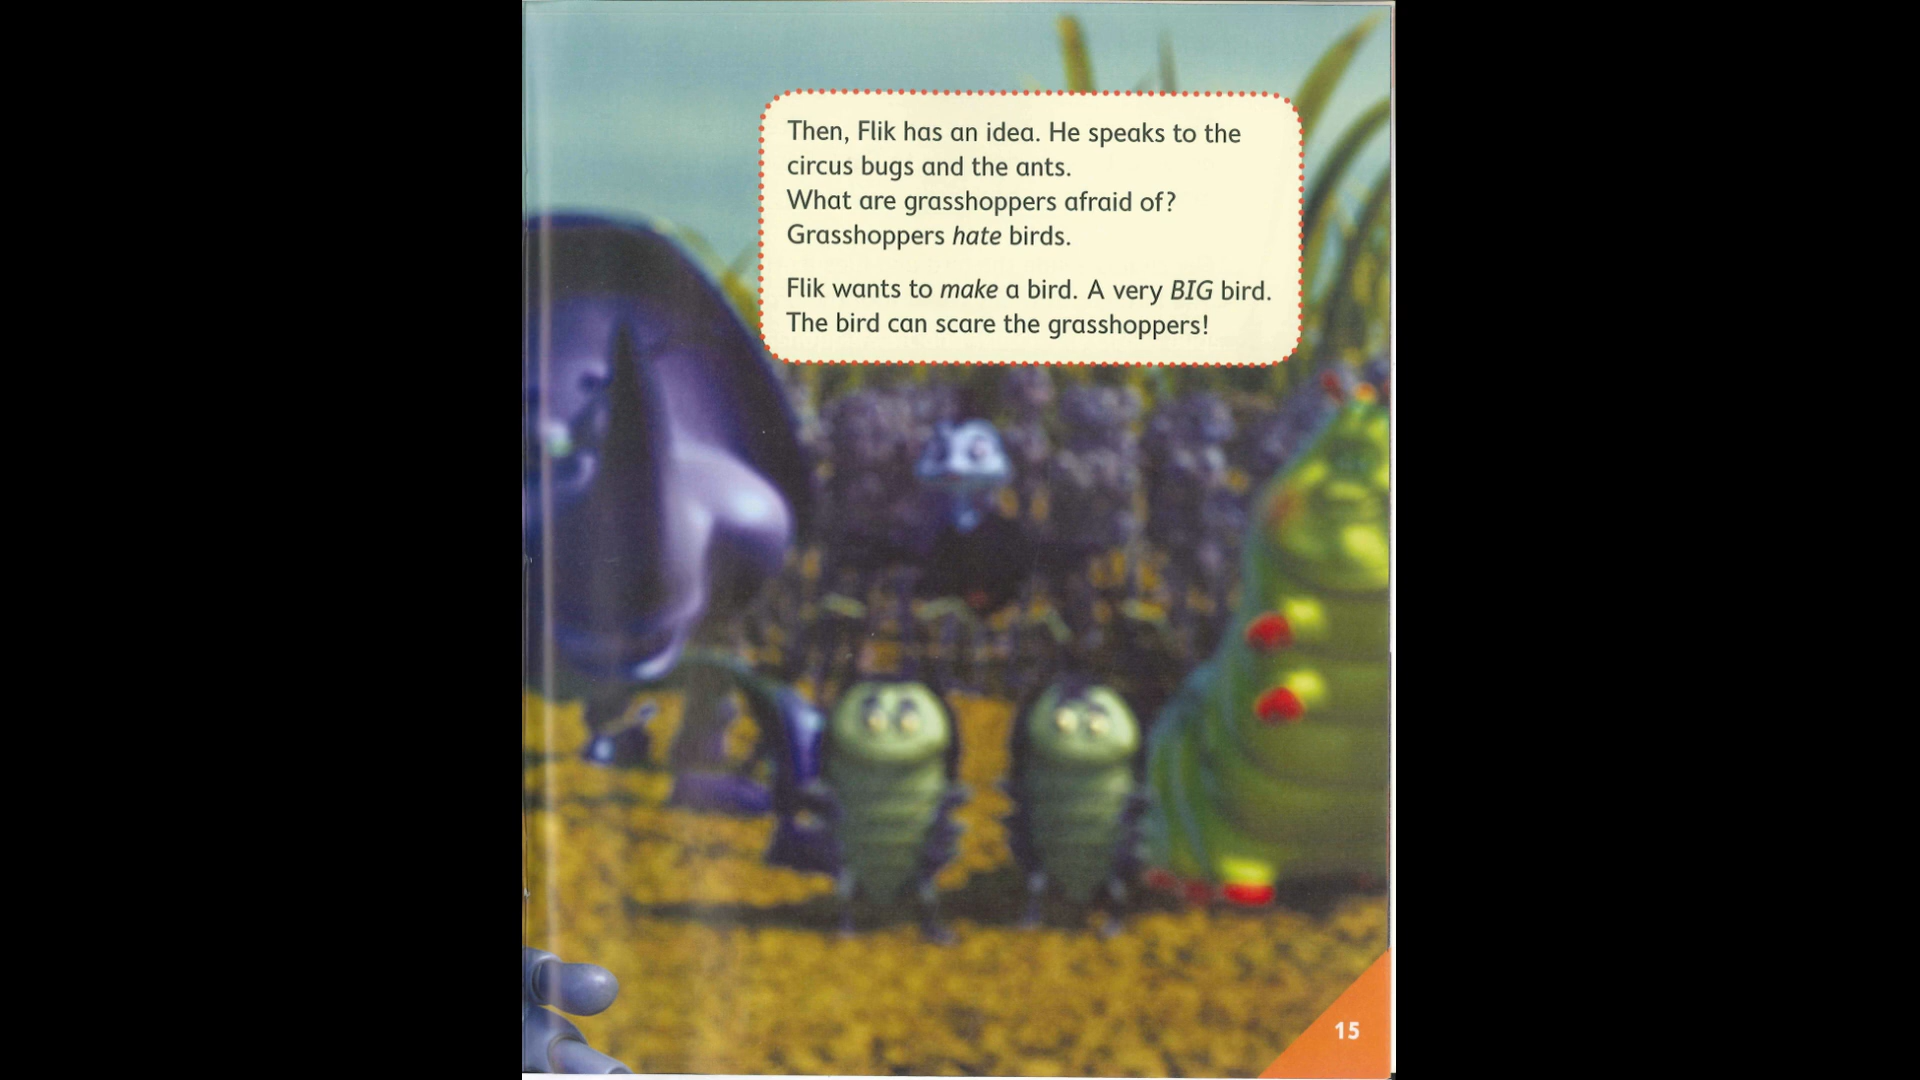 Then, Flik has an idea. He speaks to the
circus bugs and the ants.
What are grasshoppers afraid of?
Grasshoppers hate birds.
Flik wants to make a bird. A very BIG bird.
The bird can scare the grasshoppers!
15